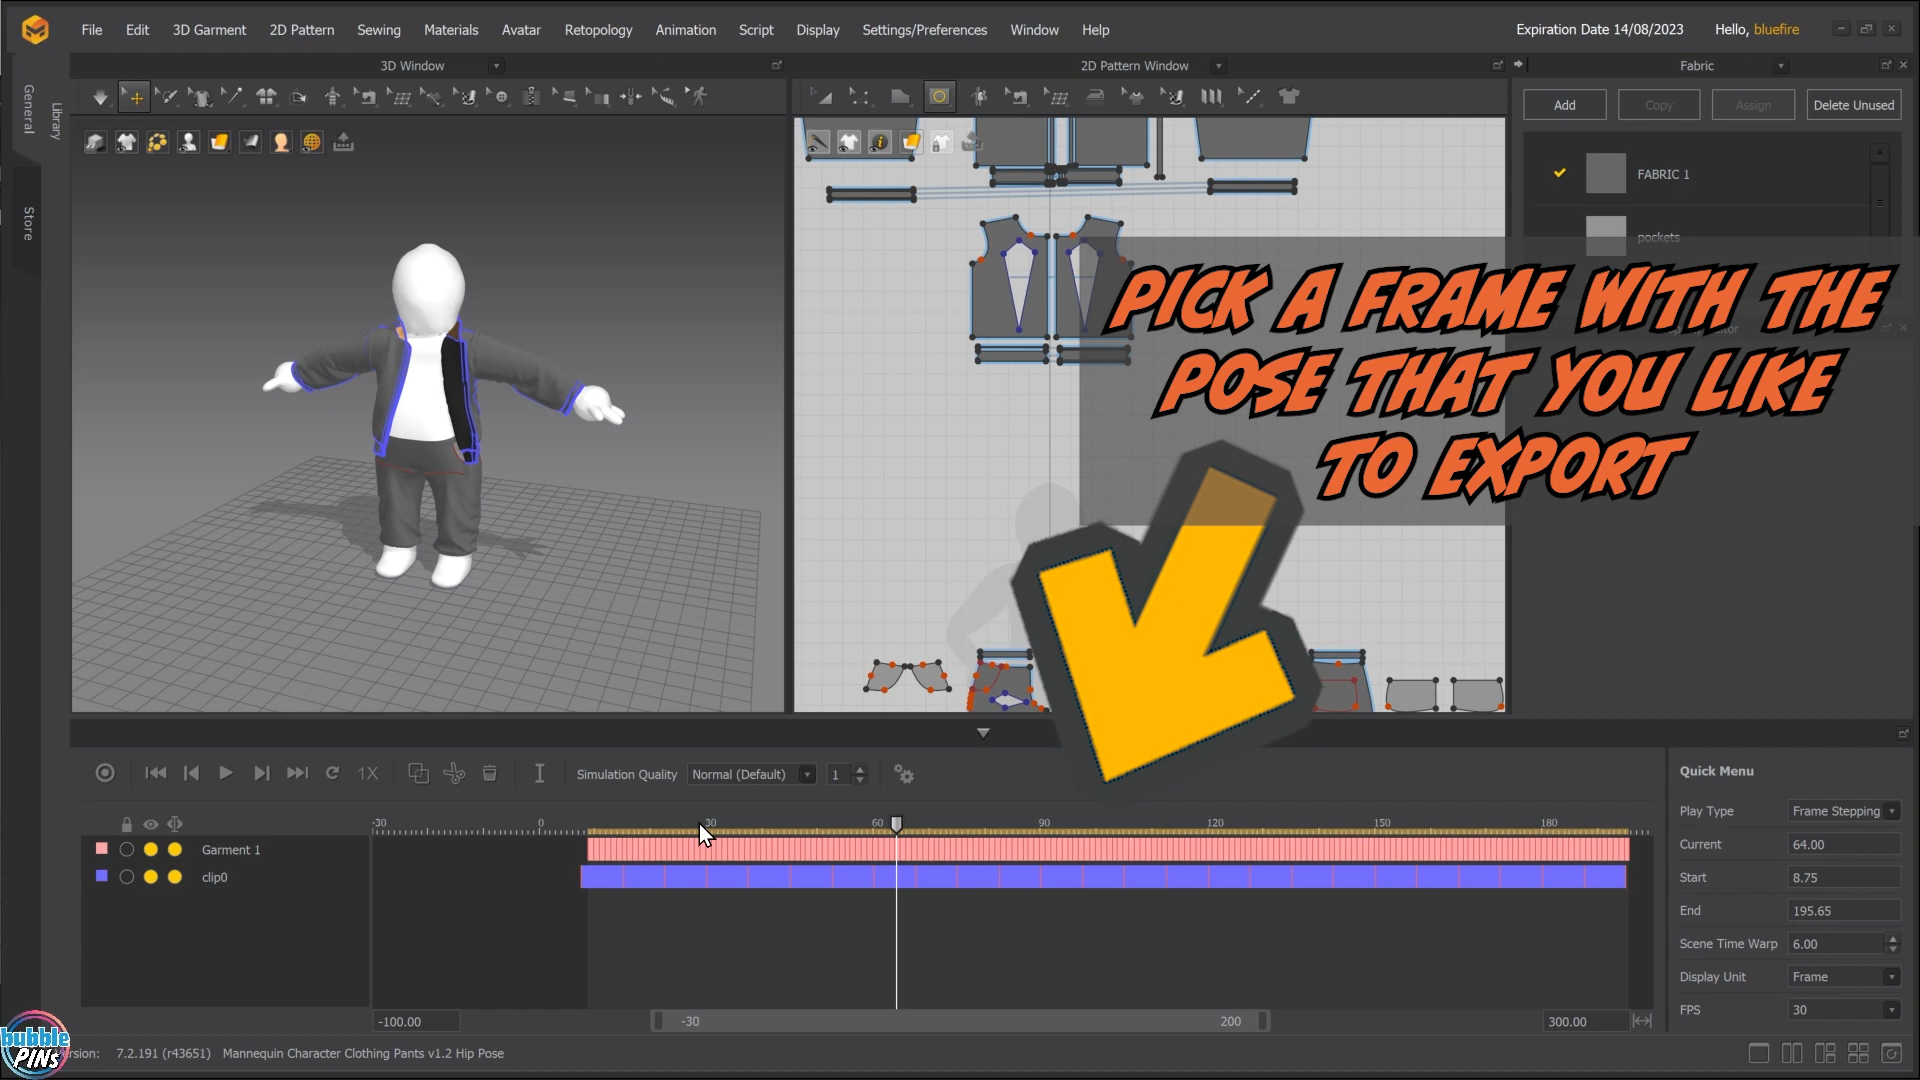 File Edit 3D Garment 2D Pattern Sewing Materials Avatar Retopology Animation Script Display Settings/Preferences Window Help
Expiration Date 14/08/2023 Hello, bluefire
General
Library
Store
3D Window
2D Pattern Window
Fabric
Add Copy Assign Delete Unused
FABRIC 1
pockets
PICK A FRAME WITH THE
POSE THAT YOU LIKE
TO EXPORT
1X Simulation Quality Normal (Default) 1
-30 0 30 60 90 120 150 180
Garment 1
clip0
-100.00 -30 200 300.00
Quick Menu
Play Type Frame Stepping
Current 64.00
Start 8.75
End 195.65
Scene Time Warp 6.00
Display Unit Frame
FPS 30
bubble
PINS
7.2.191 (r43651) Mannequin Character Clothing Pants v1.2 Hip Pose